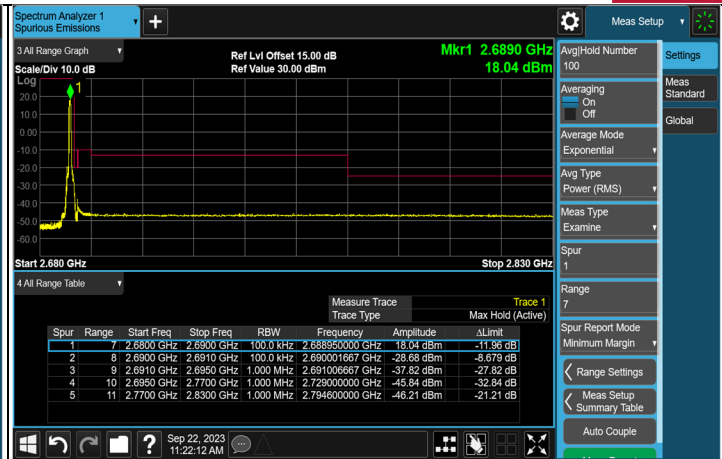 Spectrum Analyzer 1
Spurious Emissions
Meas Setup
3 All Range Graph
Ref Lvl Offset 15.00 dB
Mkr1 2.6890 GHz
Scale/Div 10.0 dB
Ref Value 30.00 dBm
18.04 dBm
Log
1
20.0
10.0
0.00
-10.0
-20.0
-30.0
-40.0
-50.0
-60.0
Start 2.680 GHz
Stop 2.830 GHz
4 All Range Table
Measure Trace Trace 1
Trace Type Max Hold (Active)
Spur Range Start Freq Stop Freq RBW Frequency Amplitude ΔLimit
1 7 2.6800 GHz 2.6900 GHz 100.0 kHz 2.688950000 GHz 18.04 dBm -11.96 dB
2 8 2.6900 GHz 2.6910 GHz 100.0 kHz 2.690001667 GHz -28.68 dBm -8.679 dB
3 9 2.6910 GHz 2.6950 GHz 1.000 MHz 2.691006667 GHz -37.82 dBm -27.82 dB
4 10 2.6950 GHz 2.7700 GHz 1.000 MHz 2.729000000 GHz -45.84 dBm -32.84 dB
5 11 2.7700 GHz 2.8300 GHz 1.000 MHz 2.794600000 GHz -46.21 dBm -21.21 dB
Sep 22, 2023
11:22:12 AM
Avg|Hold Number
100
Averaging
On
Off
Average Mode
Exponential
Avg Type
Power (RMS)
Meas Type
Examine
Spur
1
Range
7
Spur Report Mode
Minimum Margin
Range Settings
Meas Setup
Summary Table
Auto Couple
Settings
Meas
Standard
Global